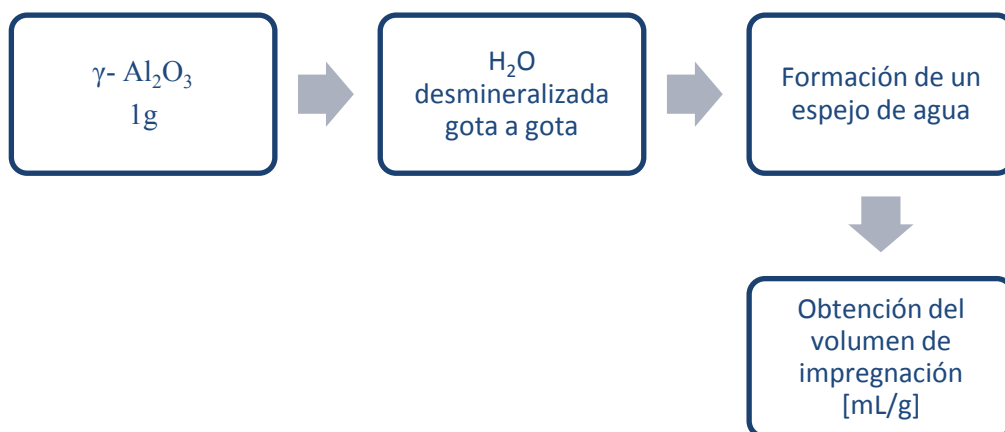 γ- Al₂O₃
1g
H₂O
desmineralizada
gota a gota
Formación de un
espejo de agua
Obtención del
volumen de
impregnación
[mL/g]